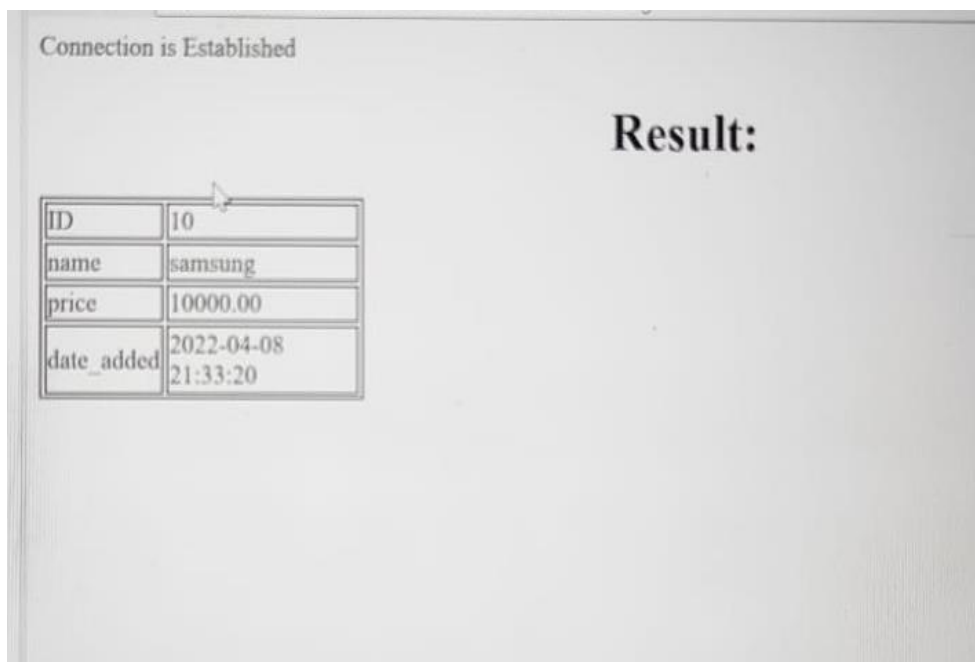 Connection is Established
Result:
ID 10
name samsung
price 10000.00
date_added 2022-04-08
21:33:20